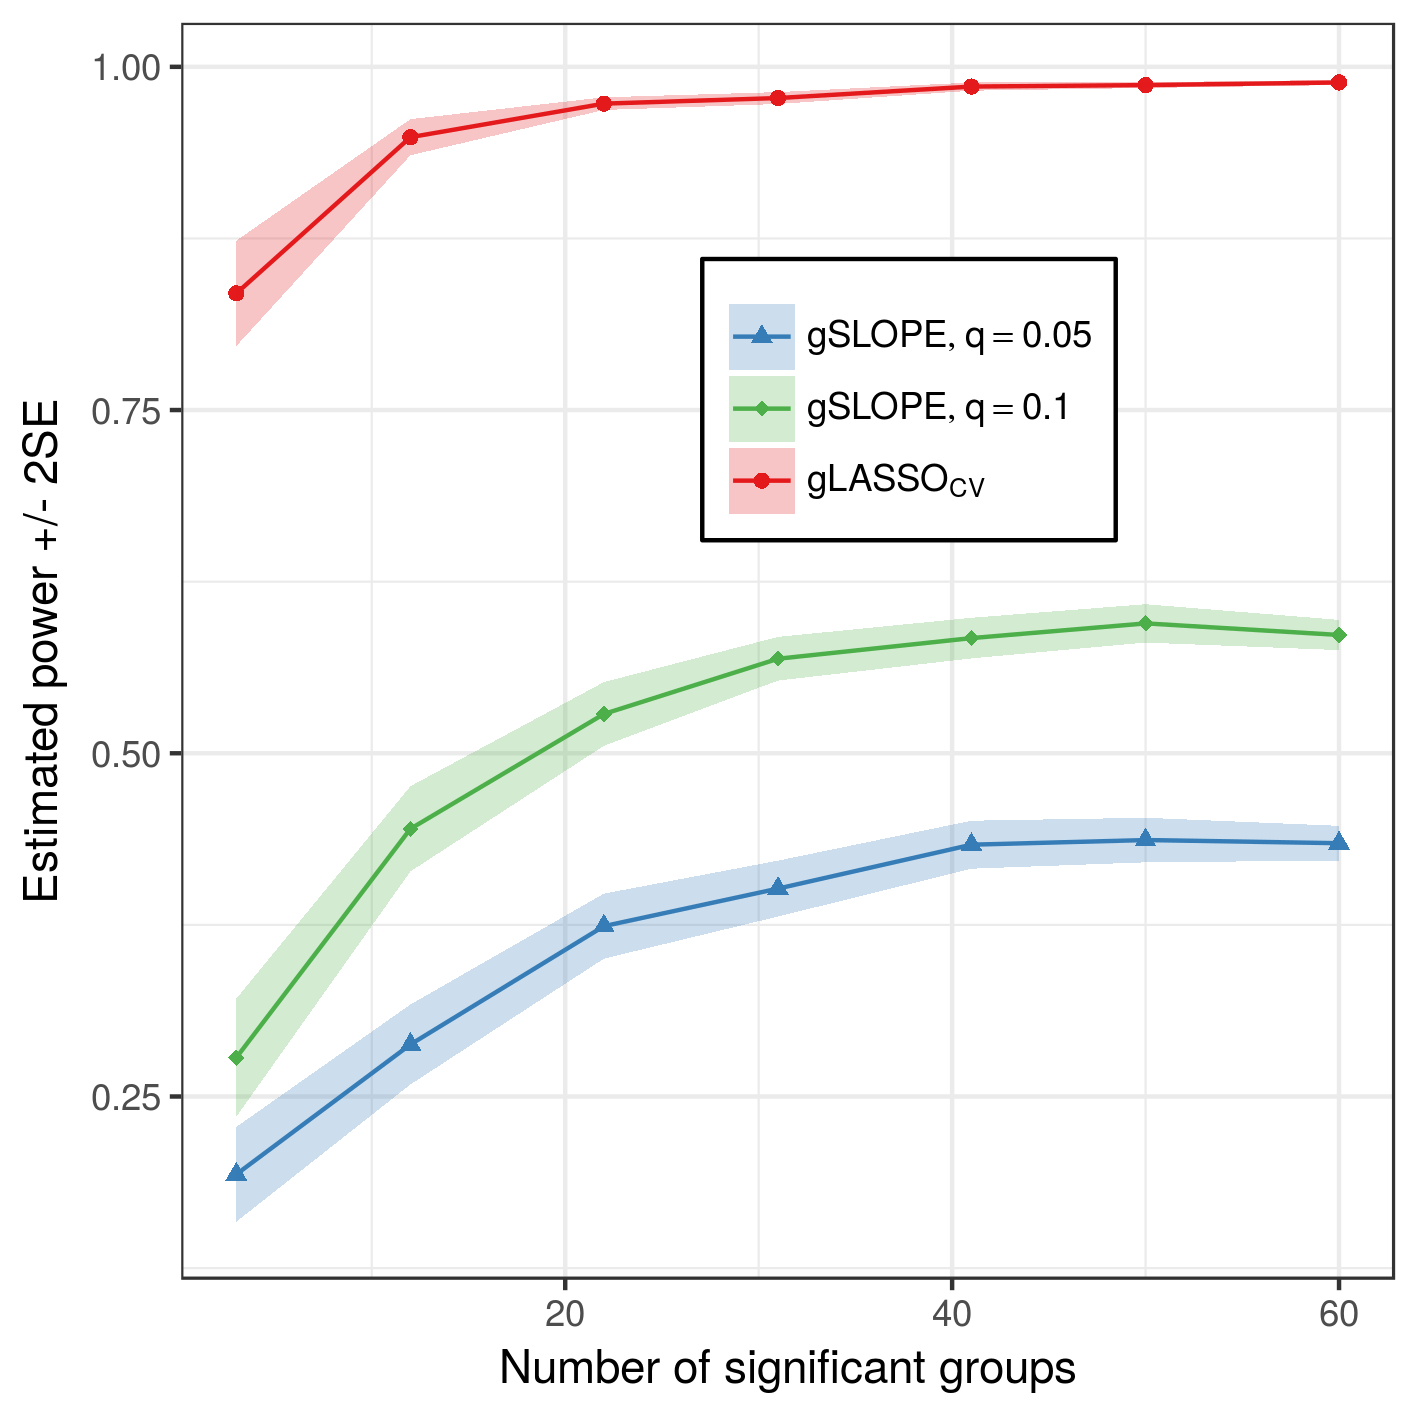 1.00
0.75
0.50
0.25
Estimated power +/- 2SE
gSLOPE, q = 0.05
gSLOPE, q = 0.1
gLASSO_CV
20 40 60
Number of significant groups